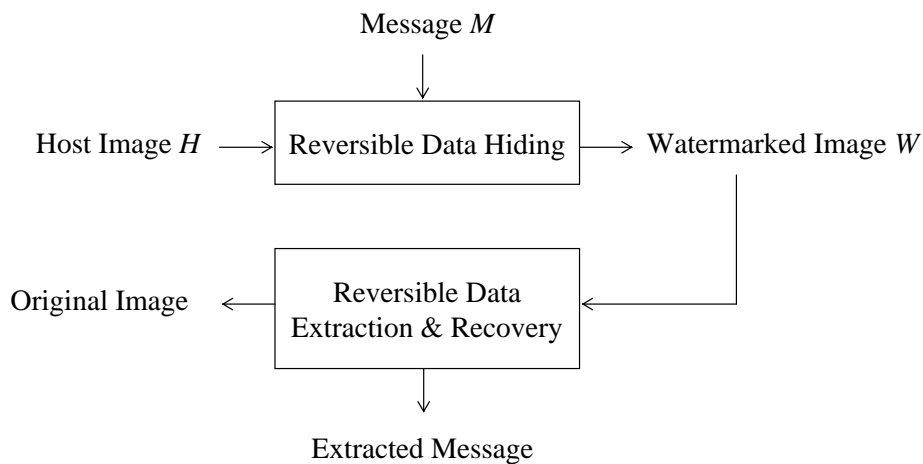 Message M
Host Image H
Reversible Data Hiding
Watermarked Image W
Original Image
Reversible Data
Extraction & Recovery
Extracted Message